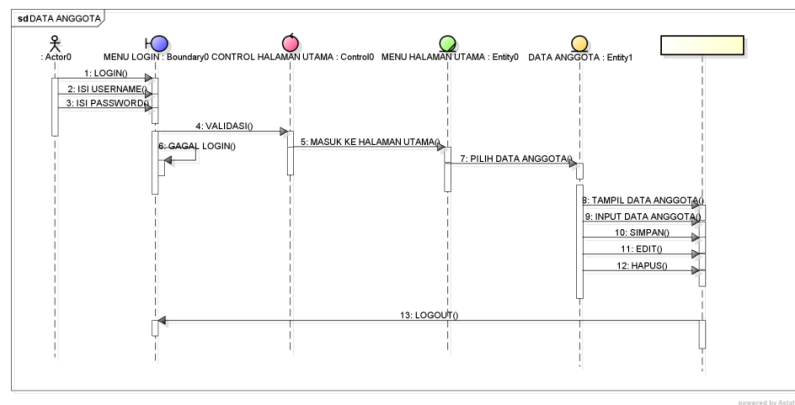 sd DATA ANGGOTA
: Actor0
MENU LOGIN : Boundary0
CONTROL HALAMAN UTAMA : Control0
MENU HALAMAN UTAMA : Entity0
DATA ANGGOTA : Entity1
1: LOGIN()
2: ISI USERNAME()
3: ISI PASSWORD()
4: VALIDASI()
5: MASUK KE HALAMAN UTAMA()
6: GAGAL LOGIN()
7: PILIH DATA ANGGOTA()
8: TAMPIL DATA ANGGOTA()
9: INPUT DATA ANGGOTA()
10: SIMPAN()
11: EDIT()
12: HAPUS()
13: LOGOUT()
powered by Astah